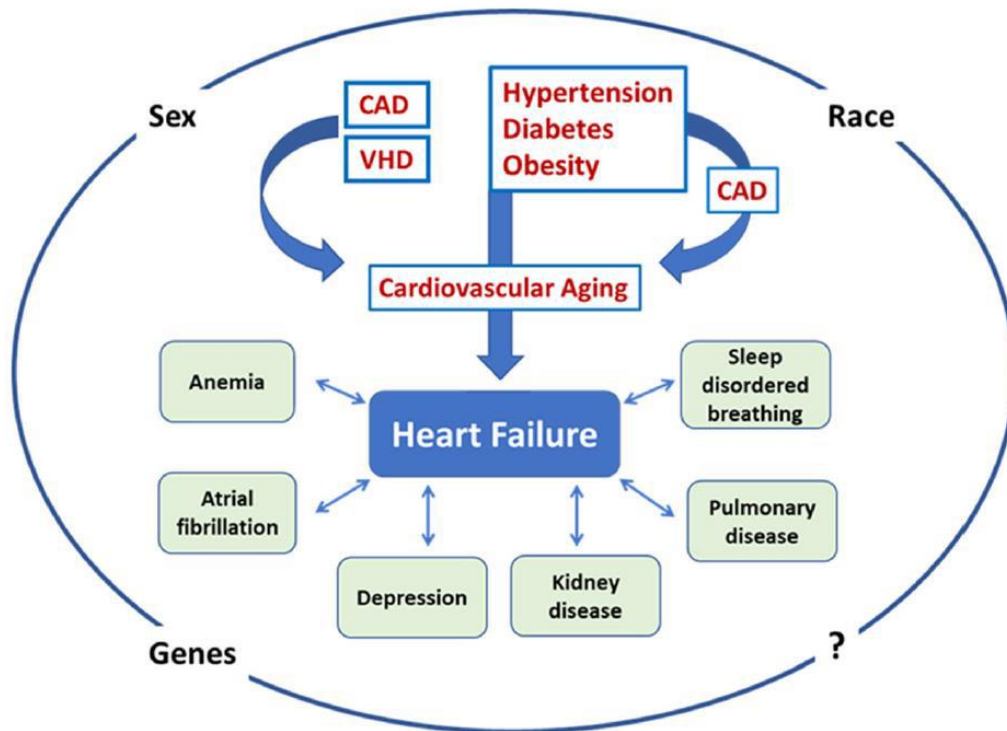 Sex
CAD
VHD
Hypertension
Diabetes
Obesity
Race
CAD
Cardiovascular Aging
Anemia
Sleep
disordered
breathing
Heart Failure
Atrial
fibrillation
Pulmonary
disease
Depression
Kidney
disease
Genes
?